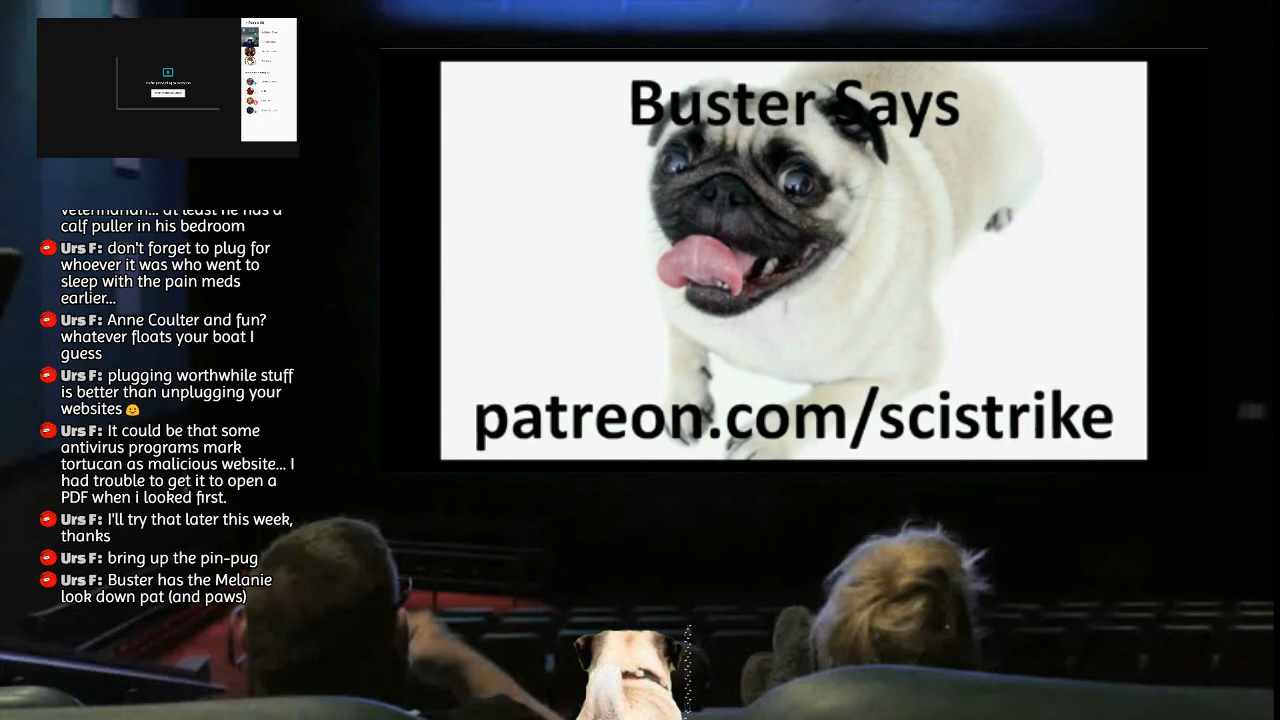 veterinarian... at least he has a
calf puller in his bedroom
Urs F: don't forget to plug for
whoever it was who went to
sleep with the pain meds
earlier...
Urs F: Anne Coulter and fun?
whatever floats your boat I
guess
Urs F: plugging worthwhile stuff
is better than unplugging your
websites
Urs F: It could be that some
antivirus programs mark
tortucan as malicious website... I
had trouble to get it to open a
PDF when i looked first.
Urs F: I'll try that later this week,
thanks
Urs F: bring up the pin-pug
Urs F: Buster has the Melanie
look down pat (and paws)
Buster Says
patreon.com/scistrike